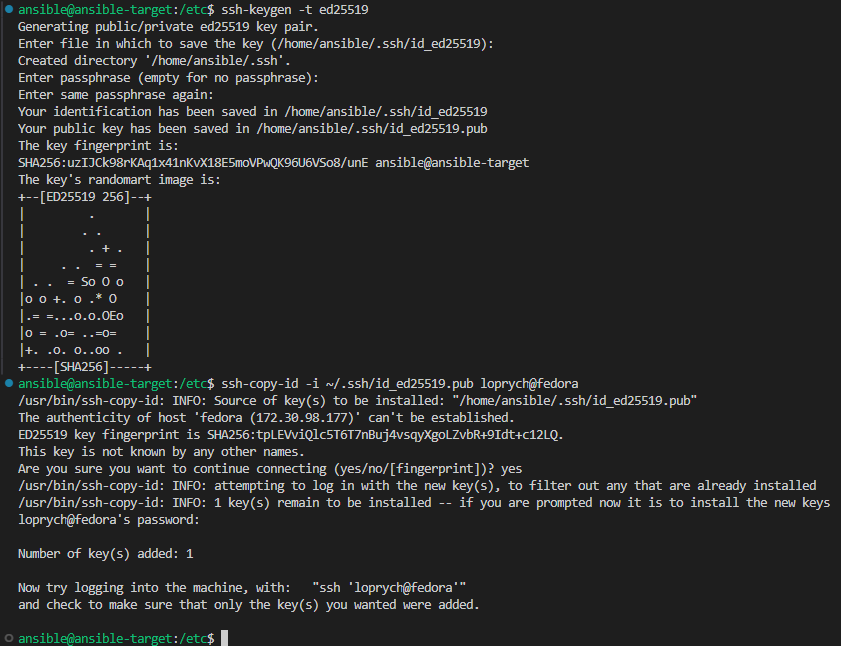 ansible@ansible-target:/etc$ ssh-keygen -t ed25519
Generating public/private ed25519 key pair.
Enter file in which to save the key (/home/ansible/.ssh/id_ed25519):
Created directory '/home/ansible/.ssh'.
Enter passphrase (empty for no passphrase):
Enter same passphrase again:
Your identification has been saved in /home/ansible/.ssh/id_ed25519
Your public key has been saved in /home/ansible/.ssh/id_ed25519.pub
The key fingerprint is:
SHA256:uzIJCk98rKAq1x41nKvX18E5moVPwQK96U6VSo8/unE ansible@ansible-target
The key's randomart image is:
+--[ED25519 256]--+
|        .        |
|       . .       |
|        . + .    |
|     . .  = =    |
| . .  = So O o   |
|o o +. o .* O    |
|.= =...o.o.OEo   |
|o = .o= ..=o=    |
|+. .o. o..oo .   |
+----[SHA256]-----+
ansible@ansible-target:/etc$ ssh-copy-id -i ~/.ssh/id_ed25519.pub loprych@fedora
/usr/bin/ssh-copy-id: INFO: Source of key(s) to be installed: "/home/ansible/.ssh/id_ed25519.pub"
The authenticity of host 'fedora (172.30.98.177)' can't be established.
ED25519 key fingerprint is SHA256:tpLEVviQlc5T6T7nBuj4vsqyXgoLZvbR+9Idt+c12LQ.
This key is not known by any other names.
Are you sure you want to continue connecting (yes/no/[fingerprint])? yes
/usr/bin/ssh-copy-id: INFO: attempting to log in with the new key(s), to filter out any that are already installed
/usr/bin/ssh-copy-id: INFO: 1 key(s) remain to be installed -- if you are prompted now it is to install the new keys
loprych@fedora's password:
Number of key(s) added: 1
Now try logging into the machine, with:   "ssh 'loprych@fedora'"
and check to make sure that only the key(s) you wanted were added.
ansible@ansible-target:/etc$